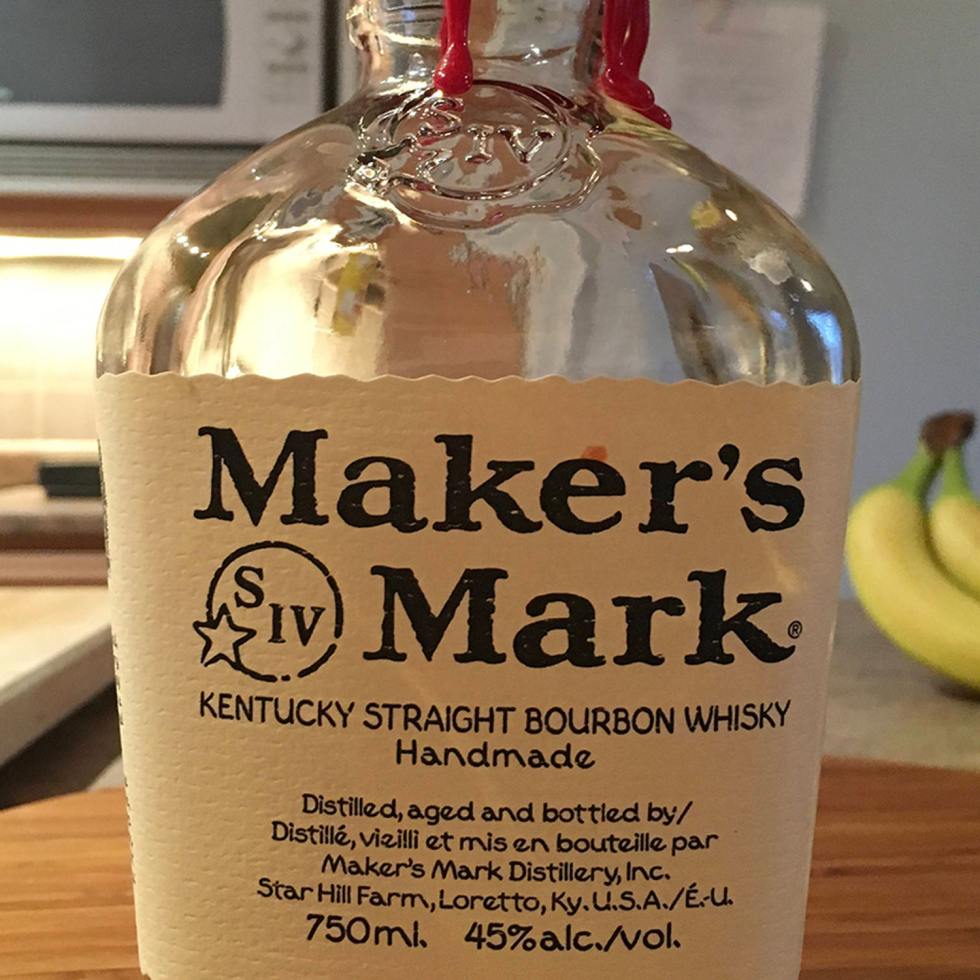 S IV
Maker's
S IV Mark®
KENTUCKY STRAIGHT BOURBON WHISKY
Handmade
Distilled, aged and bottled by/
Distillé, vieilli et mis en bouteille par
Maker's Mark Distillery, Inc.
Star Hill Farm, Loretto, Ky. U.S.A./É.-U.
750ml. 45%alc./vol.